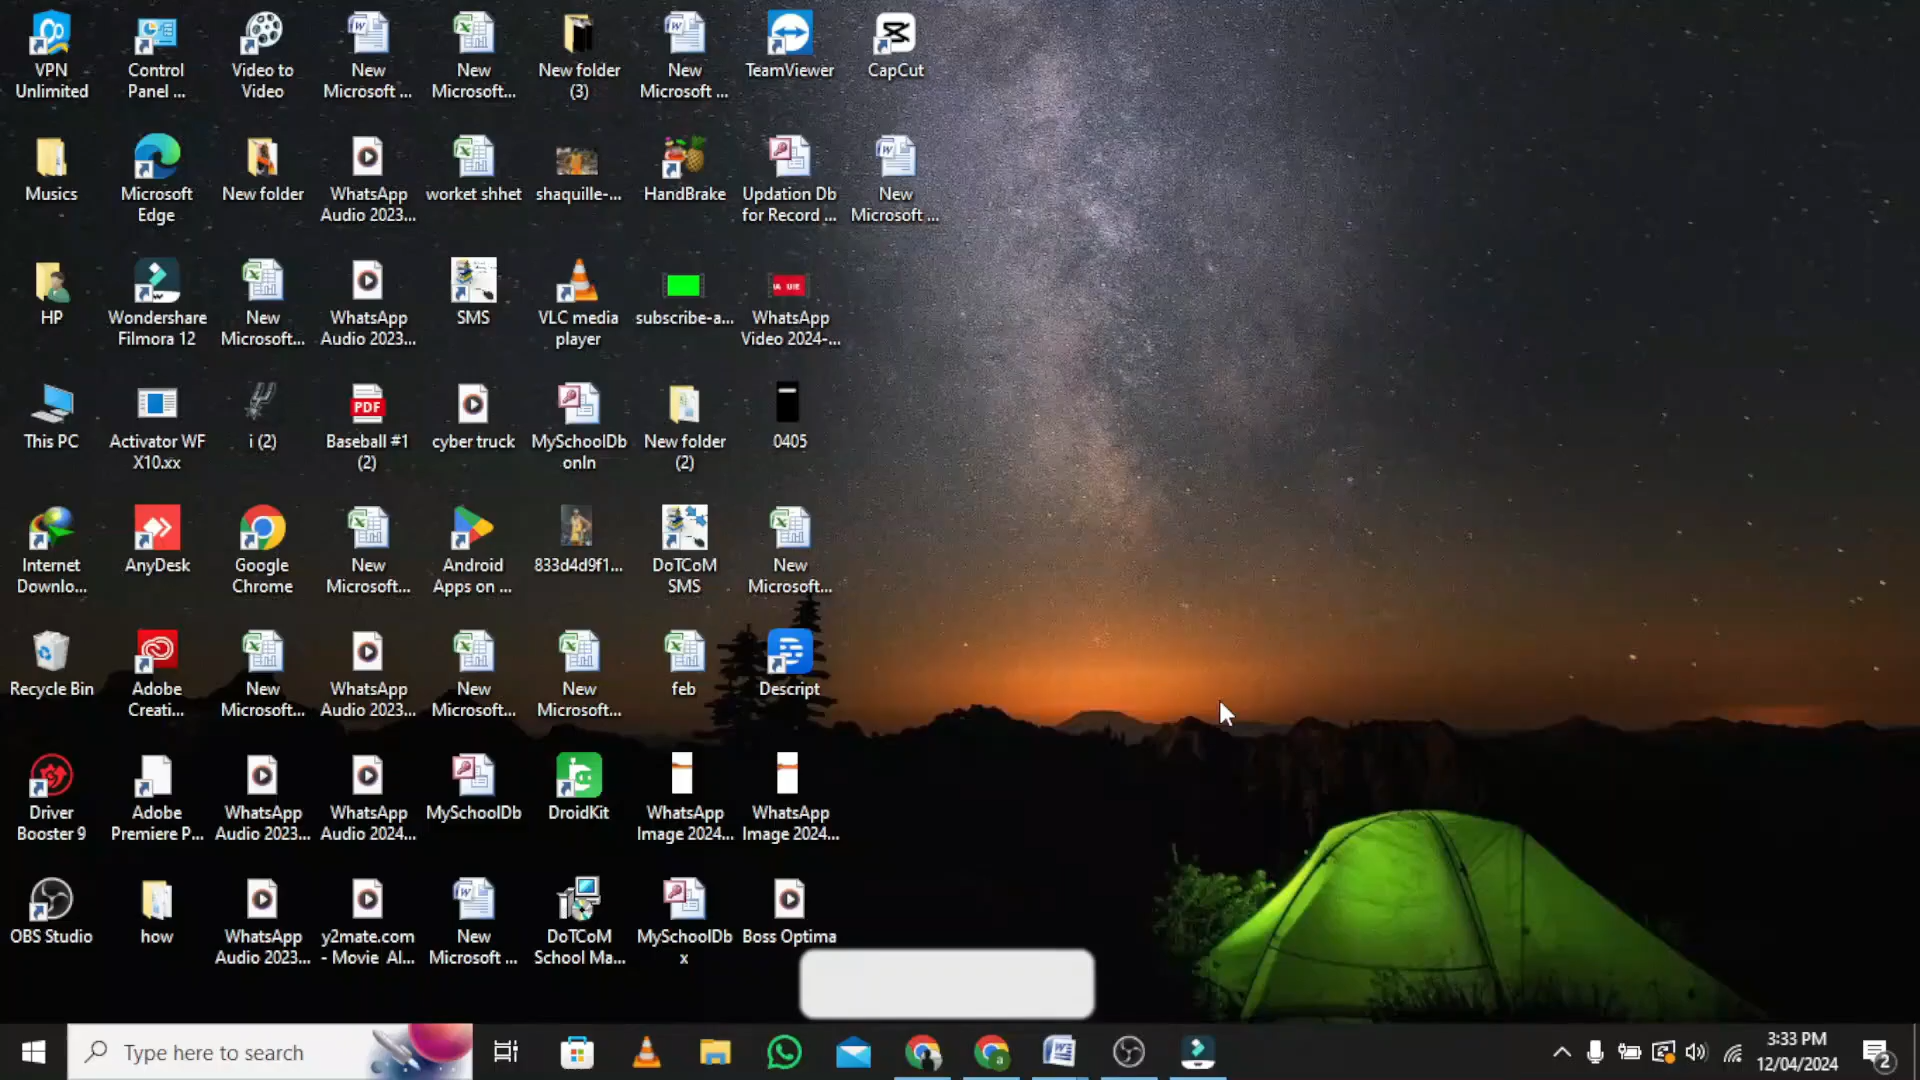 VPN
Unlimited
Control
Panel ...
Video to
Video
New
Microsoft ...
New
Microsoft...
New folder
(3)
New
Microsoft ...
TeamViewer
CapCut
Musics
Microsoft
Edge
New folder
WhatsApp
Audio 2023...
worket shhet
shaquille-...
HandBrake
Updation Db
for Record ...
New
Microsoft ...
HP
Wondershare
Filmora 12
New
Microsoft...
WhatsApp
Audio 2023...
SMS
VLC media
player
subscribe-a...
WhatsApp
Video 2024-...
This PC
Activator WF
X10.xx
i (2)
PDF
Baseball #1
(2)
cyber truck
MySchoolDb
onln
New folder
(2)
0405
Internet
Downlo...
AnyDesk
Google
Chrome
New
Microsoft...
Android
Apps on ...
833d4d9f1...
DoTCoM
SMS
New
Microsoft...
Recycle Bin
Adobe
Creati...
New
Microsoft...
WhatsApp
Audio 2023...
New
Microsoft...
New
Microsoft...
feb
Descript
Driver
Booster 9
Adobe
Premiere P...
WhatsApp
Audio 2023...
WhatsApp
Audio 2024...
MySchoolDb
DroidKit
WhatsApp
Image 2024...
WhatsApp
Image 2024...
OBS Studio
how
WhatsApp
Audio 2023...
y2mate.com
- Movie Al...
New
Microsoft ...
DoTCoM
School Ma...
MySchoolDb
x
Boss Optima
Type here to search
3:33 PM
12/04/2024
2